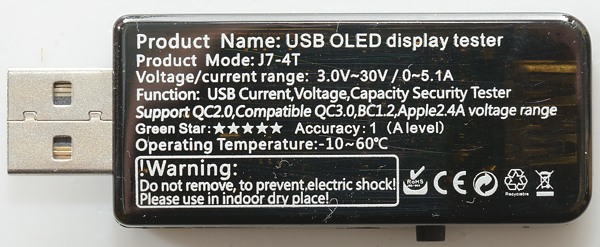 Product Name: USB OLED display tester
Product Mode: J7-4T
Voltage/current range: 3.0V~30V / 0~5.1A
Function: USB Current,Voltage,Capacity Security Tester
Support QC2.0,Compatible QC3.0,BC1.2,Apple2.4A voltage range
Green Star:★★★★★ Accuracy: 1 (A level)
Operating Temperature:-10~60℃
!Warning:
Do not remove, to prevent,electric shock!
Please use in indoor dry place!
RoHS
CE
Recyclable